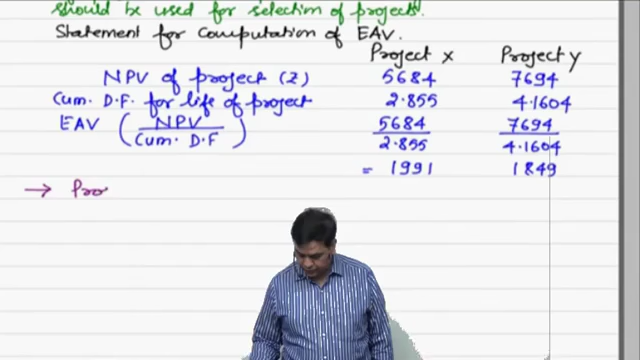 should be used for selection of projects.
Statement for Computation of EAV.
Project X Project Y
NPV of project (Z) 5684 7694
Cum. D.F. for life of project 2.855 4.1604
EAV (NPV / Cum. D.F) 5684 / 2.855 7694 / 4.1604
= 1991 1849
→ Pro